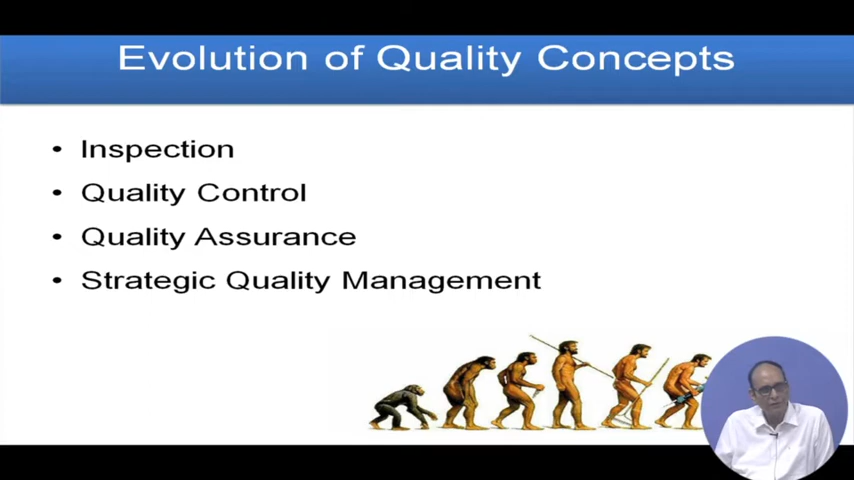 Evolution of Quality Concepts
• Inspection
• Quality Control
• Quality Assurance
• Strategic Quality Management